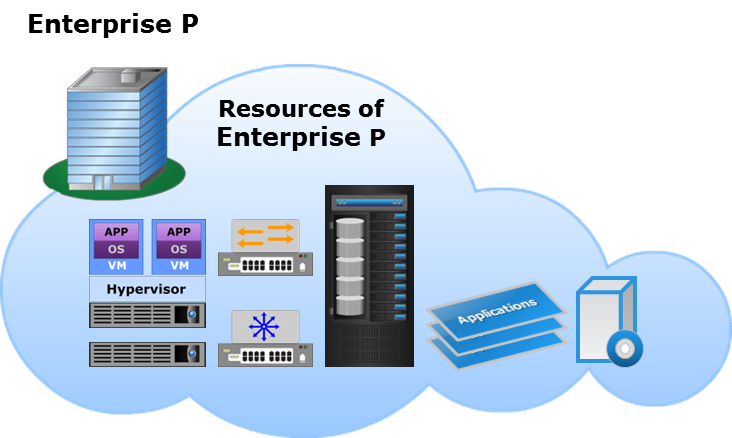 Enterprise P
Resources of
Enterprise P
APP
OS
VM
APP
OS
VM
Hypervisor
Applications